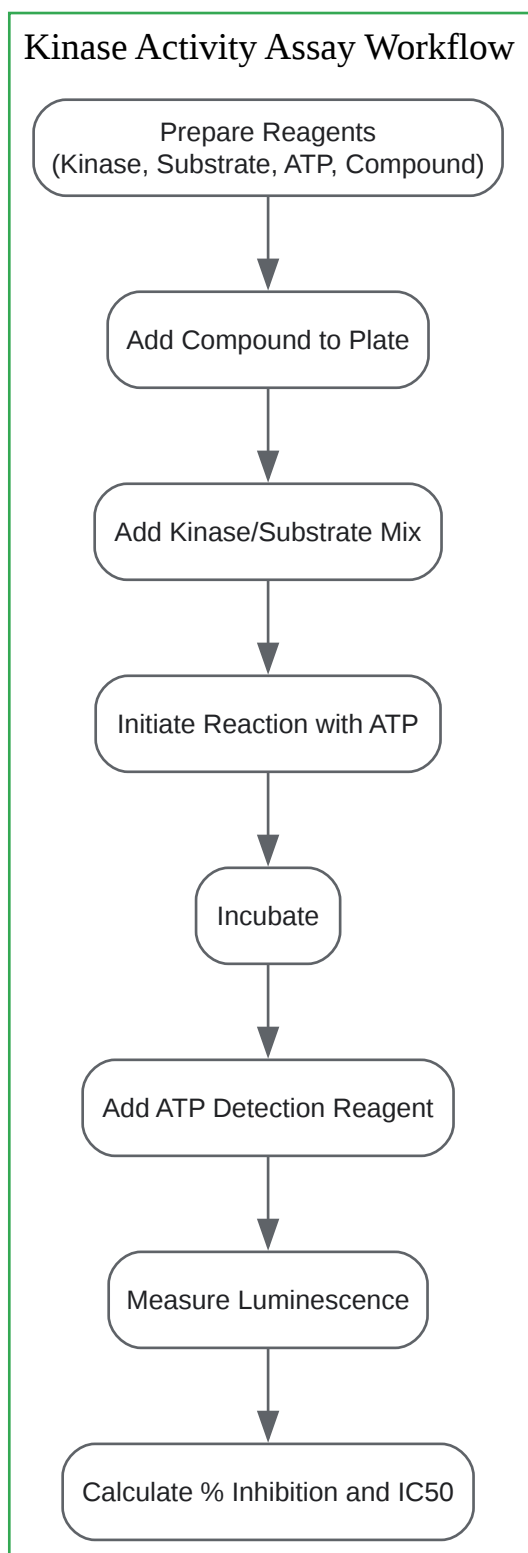 Kinase Activity Assay Workflow
Prepare Reagents
(Kinase, Substrate, ATP, Compound)
Add Compound to Plate
Add Kinase/Substrate Mix
Initiate Reaction with ATP
Incubate
Add ATP Detection Reagent
Measure Luminescence
Calculate % Inhibition and IC50